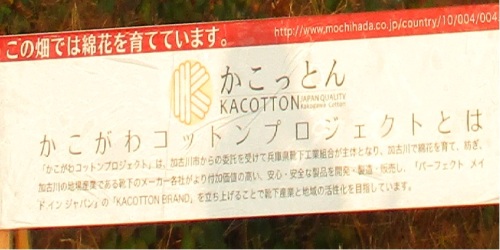 この畑では綿花を育てています。
http://www.mochihada.co.jp/country/10/004/004
かこっとん
KACOTTON JAPAN QUALITY
Kakogawa Cotton
かこがわコットンプロジェクトとは
「かこがわコットンプロジェクト」は、加古川市からの委託を受けて兵庫県靴下工業組合が主体となり、加古川で綿花を育て、紡ぎ、
加古川の地場産業である靴下のメーカー各社がより付加価値の高い、安心・安全な製品を開発・製造・販売し、「パーフェクト メイ
ド イン ジャパン」の「KACOTTON BRAND」を立ち上げることで靴下産業と地域の活性化を目指しています。